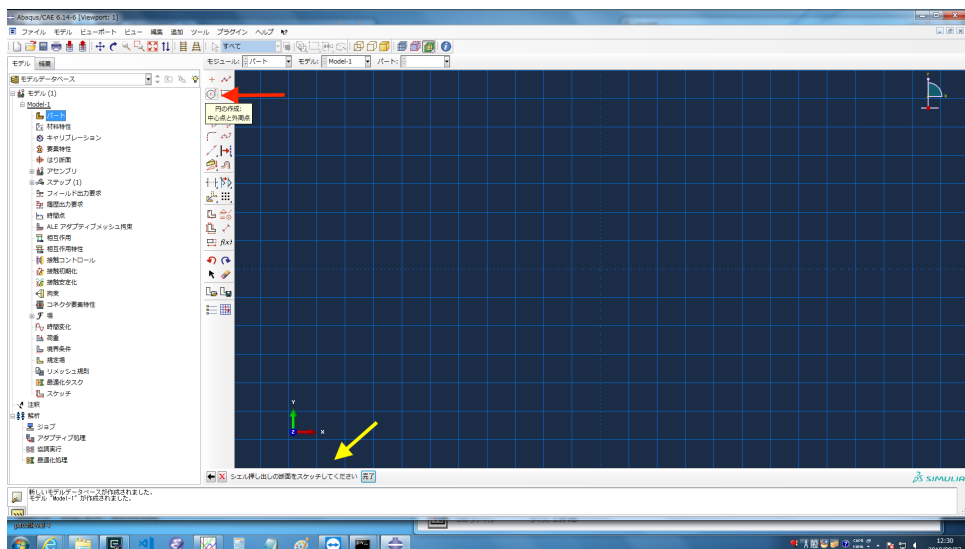 Abaqus/CAE 6.14-6 [Viewport: 1]
ファイル モデル ビューポート ビュー 編集 追加 ツール プラグイン ヘルプ
すべて
モデル 結果
モジュール: パート モデル: Model-1 パート:
モデルデータベース
モデル (1)
Model-1
パート
材料特性
キャリブレーション
要素特性
はり断面
アセンブリ
ステップ (1)
フィールド出力要求
履歴出力要求
時間点
ALE アダプティブメッシュ拘束
相互作用
相互作用特性
接触コントロール
接触初期化
接触安定化
拘束
コネクタ要素特性
場
時間変化
荷重
境界条件
規定場
リメッシュ規則
最適化タスク
スケッチ
注釈
解析
ジョブ
アダプティブ処理
協調実行
最適化処理
円の作成:
中心点と外周点
f(x)
Y
Z X
シェル押し出しの断面をスケッチしてください 完了
SIMULIA
新しいモデルデータベースが作成されました.
モデル "Model-1" が作成されました.
12:30